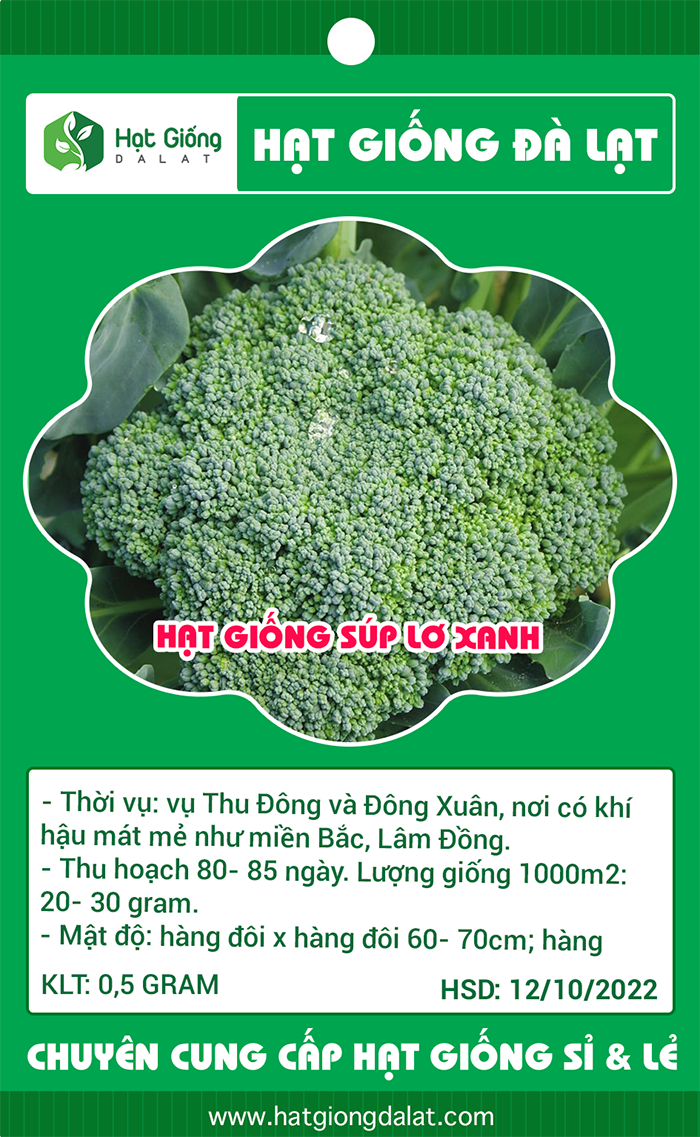 Hạt Giống
DALAT
HẠT GIỐNG ĐÀ LẠT
HẠT GIỐNG SÚP LƠ XANH
- Thời vụ: vụ Thu Đông và Đông Xuân, nơi có khí
hậu mát mẻ như miền Bắc, Lâm Đồng.
- Thu hoạch 80- 85 ngày. Lượng giống 1000m2:
20- 30 gram.
- Mật độ: hàng đôi x hàng đôi 60- 70cm; hàng
KLT: 0,5 GRAM
HSD: 12/10/2022
CHUYÊN CUNG CẤP HẠT GIỐNG SỈ & LẺ
www.hatgiongdalat.com